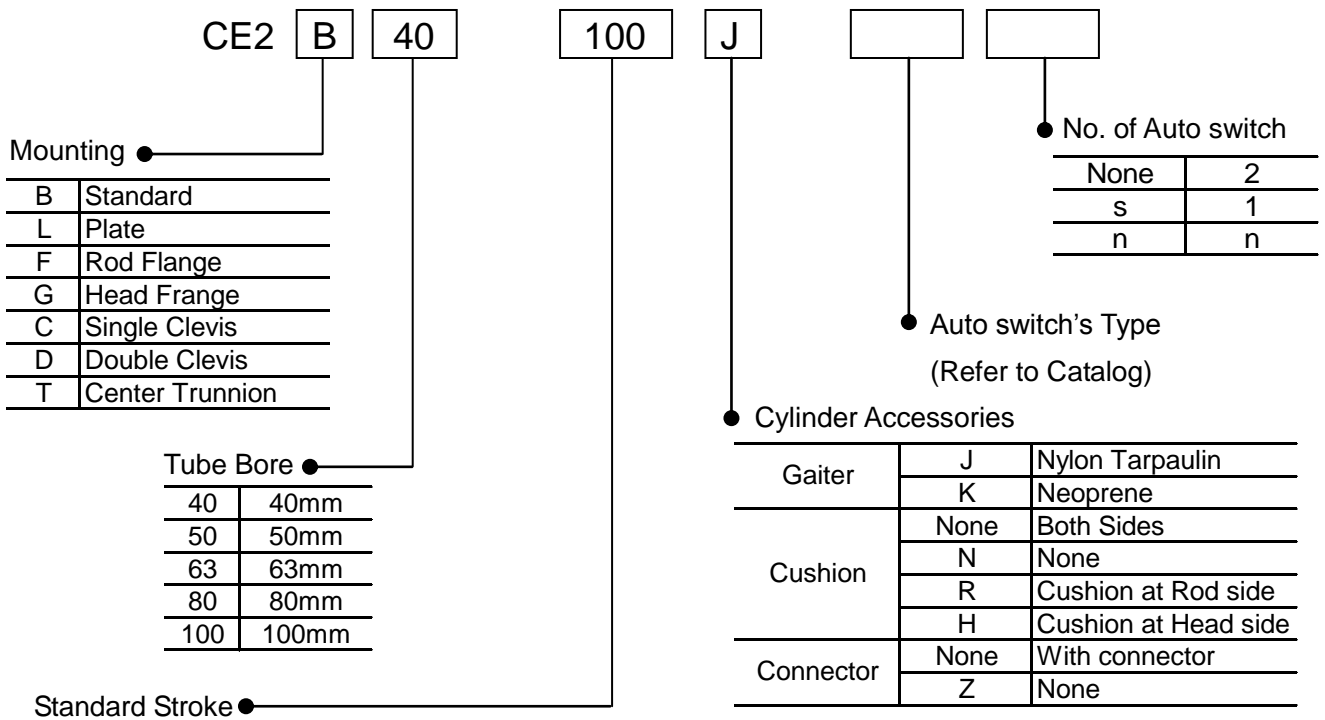 CE2 B 40 100 J
Mounting
B Standard
L Plate
F Rod Flange
G Head Frange
C Single Clevis
D Double Clevis
T Center Trunnion
Tube Bore
40 40mm
50 50mm
63 63mm
80 80mm
100 100mm
Standard Stroke
No. of Auto switch
None 2
s 1
n n
Auto switch’s Type
(Refer to Catalog)
Cylinder Accessories
Gaiter J Nylon Tarpaulin
K Neoprene
Cushion None Both Sides
N None
R Cushion at Rod side
H Cushion at Head side
Connector None With connector
Z None